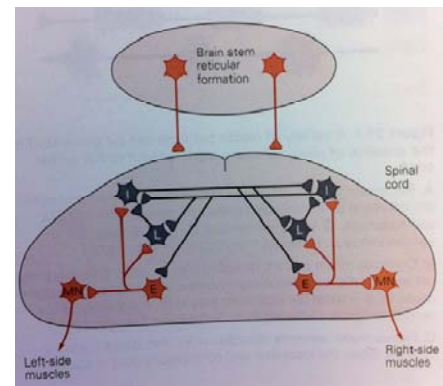 Brain stem
reticular
formation
Spinal
cord
I
I
L
L
MN
E
E
MN
Left-side
muscles
Right-side
muscles